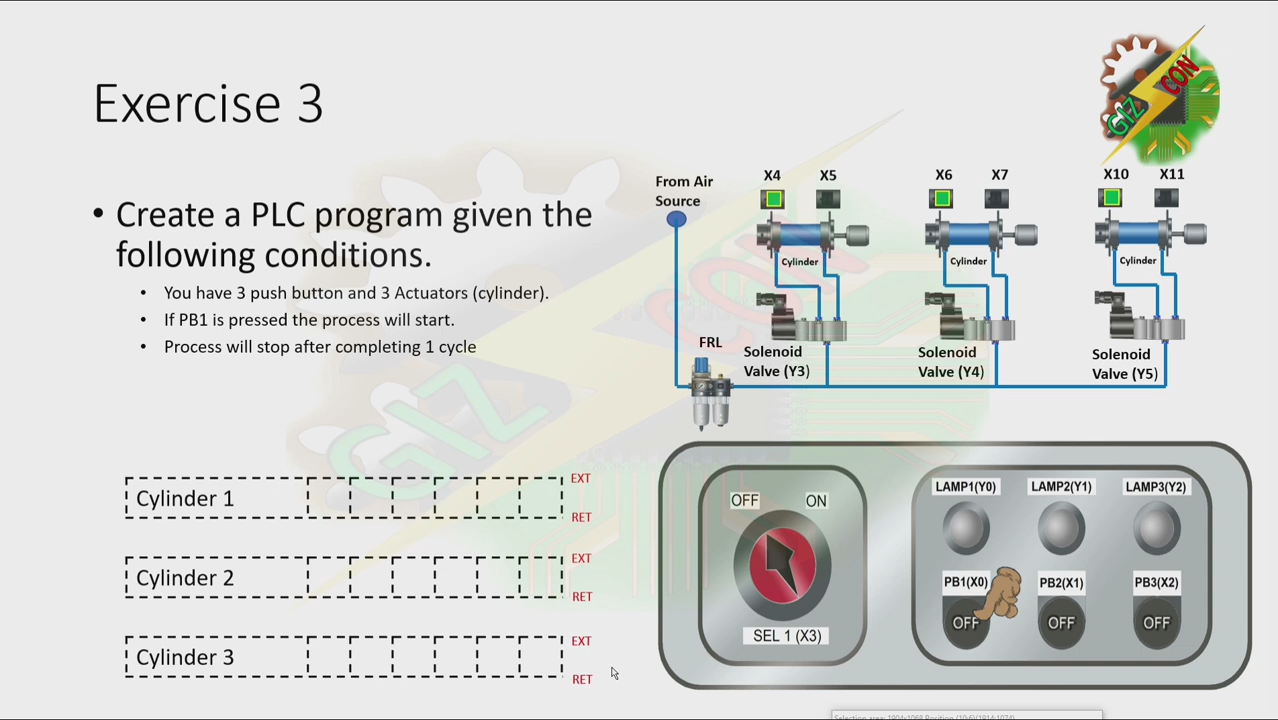 Exercise 3
GIZ
CON
• Create a PLC program given the
following conditions.
• You have 3 push button and 3 Actuators (cylinder).
• If PB1 is pressed the process will start.
• Process will stop after completing 1 cycle
From Air
Source
X4
X5
X6
X7
X10
X11
Cylinder
Cylinder
Cylinder
FRL
Solenoid
Valve (Y3)
Solenoid
Valve (Y4)
Solenoid
Valve (Y5)
GIZ
CON
Cylinder 1
EXT
RET
Cylinder 2
EXT
RET
Cylinder 3
EXT
RET
OFF
ON
SEL 1 (X3)
LAMP1(Y0)
LAMP2(Y1)
LAMP3(Y2)
PB1(X0)
PB2(X1)
PB3(X2)
OFF
OFF
OFF